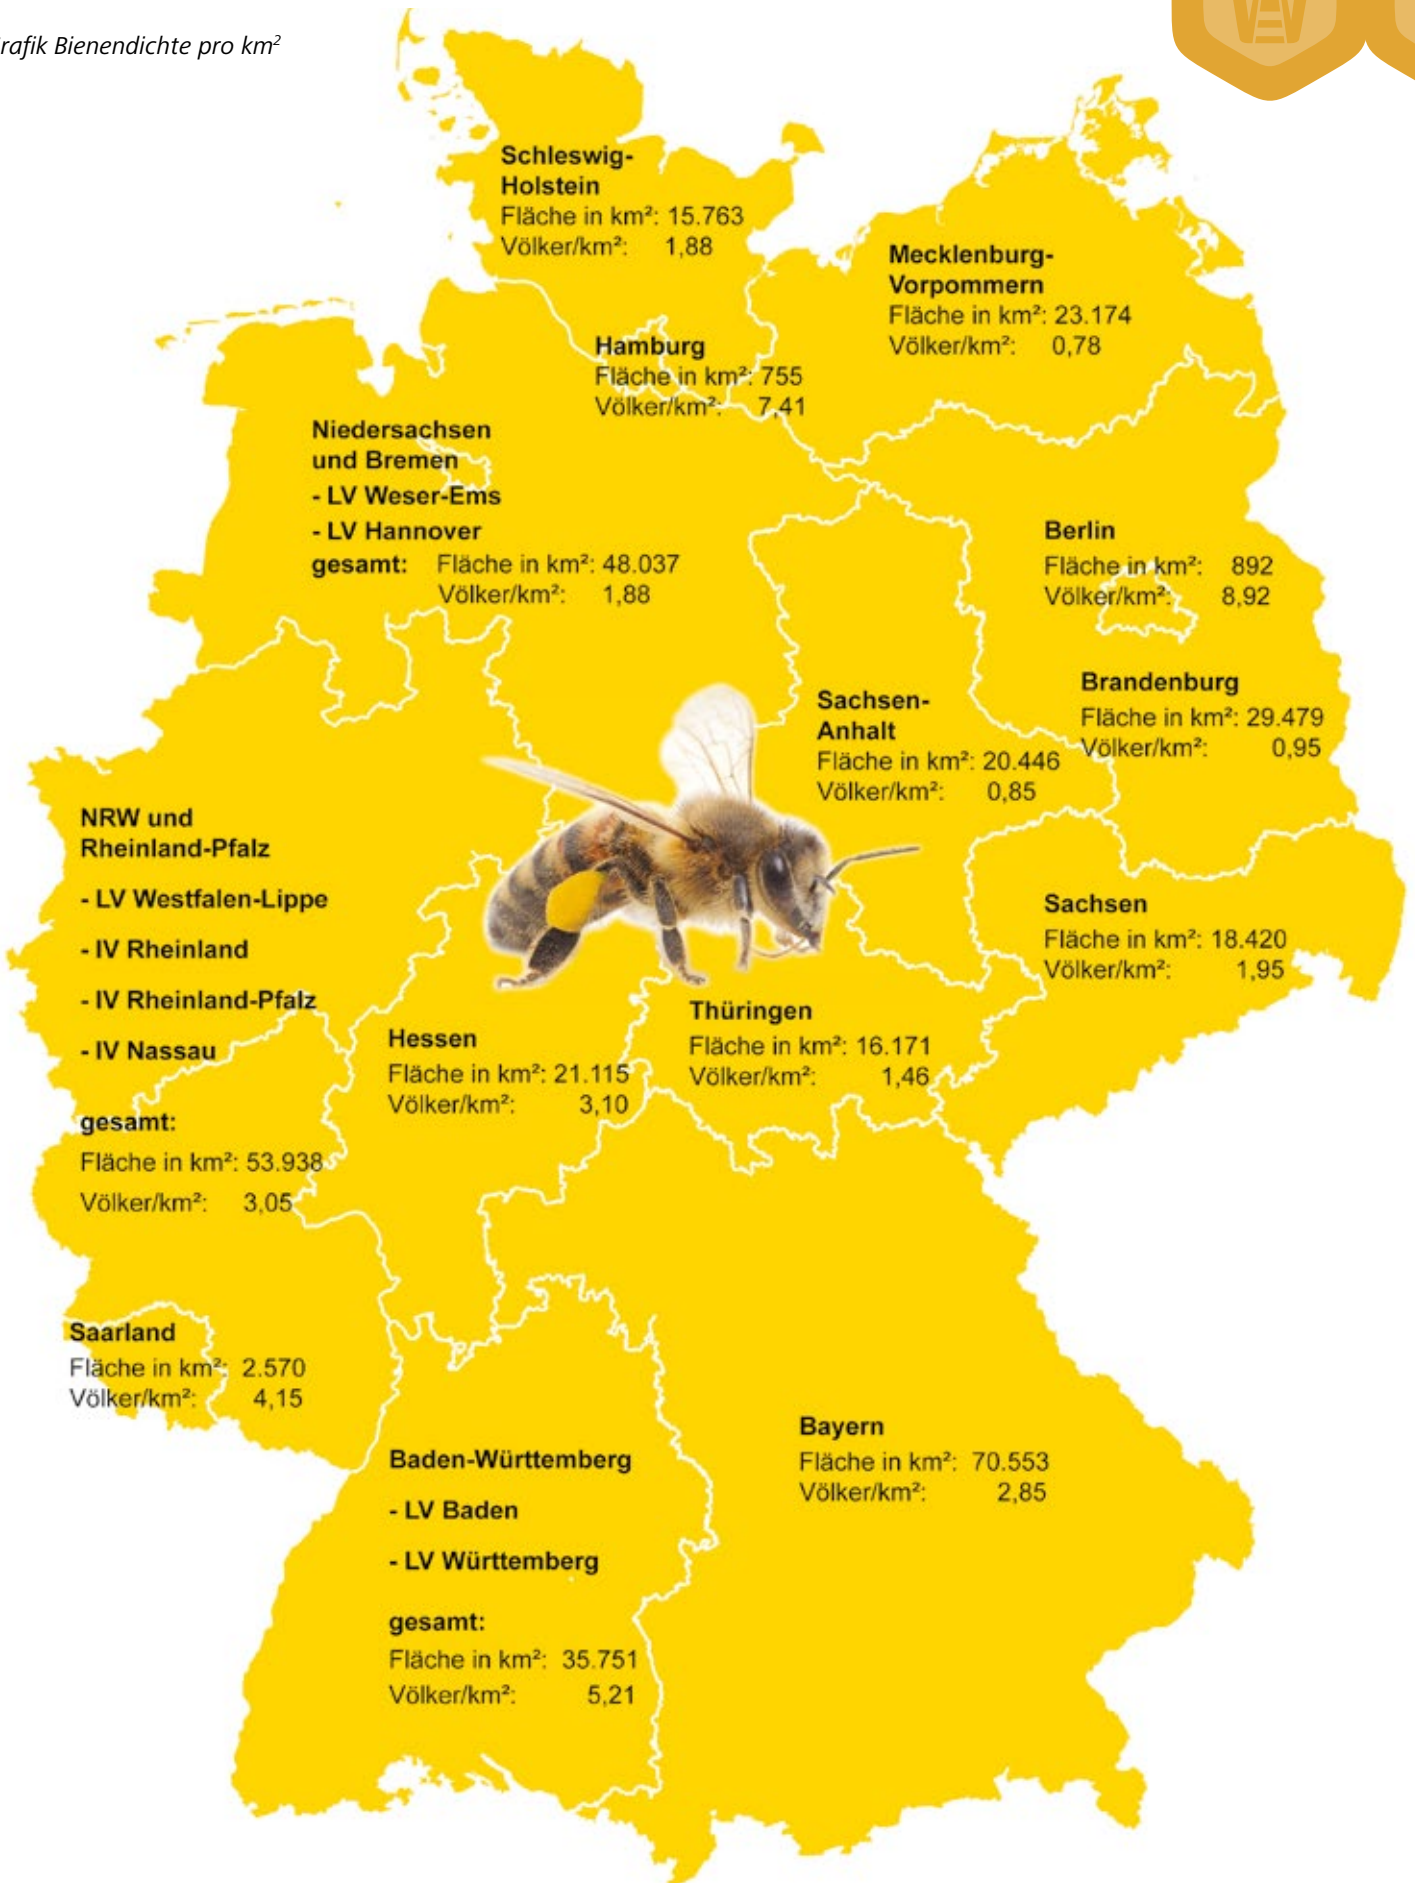 rafik Bienendichte pro km²
Schleswig-
Holstein
Fläche in km²: 15.763
Völker/km²: 1,88
Mecklenburg-
Vorpommern
Fläche in km²: 23.174
Völker/km²: 0,78
Hamburg
Fläche in km²: 755
Völker/km²: 7,41
Niedersachsen
und Bremen
- LV Weser-Ems
- LV Hannover
gesamt: Fläche in km²: 48.037
Völker/km²: 1,88
Berlin
Fläche in km²: 892
Völker/km²: 8,92
Brandenburg
Fläche in km²: 29.479
Völker/km²: 0,95
Sachsen-
Anhalt
Fläche in km²: 20.446
Völker/km²: 0,85
NRW und
Rheinland-Pfalz
- LV Westfalen-Lippe
- IV Rheinland
- IV Rheinland-Pfalz
- IV Nassau
gesamt:
Fläche in km²: 53.938
Völker/km²: 3,05
Sachsen
Fläche in km²: 18.420
Völker/km²: 1,95
Thüringen
Fläche in km²: 16.171
Völker/km²: 1,46
Hessen
Fläche in km²: 21.115
Völker/km²: 3,10
Saarland
Fläche in km²: 2.570
Völker/km²: 4,15
Baden-Württemberg
- LV Baden
- LV Württemberg
gesamt:
Fläche in km²: 35.751
Völker/km²: 5,21
Bayern
Fläche in km²: 70.553
Völker/km²: 2,85